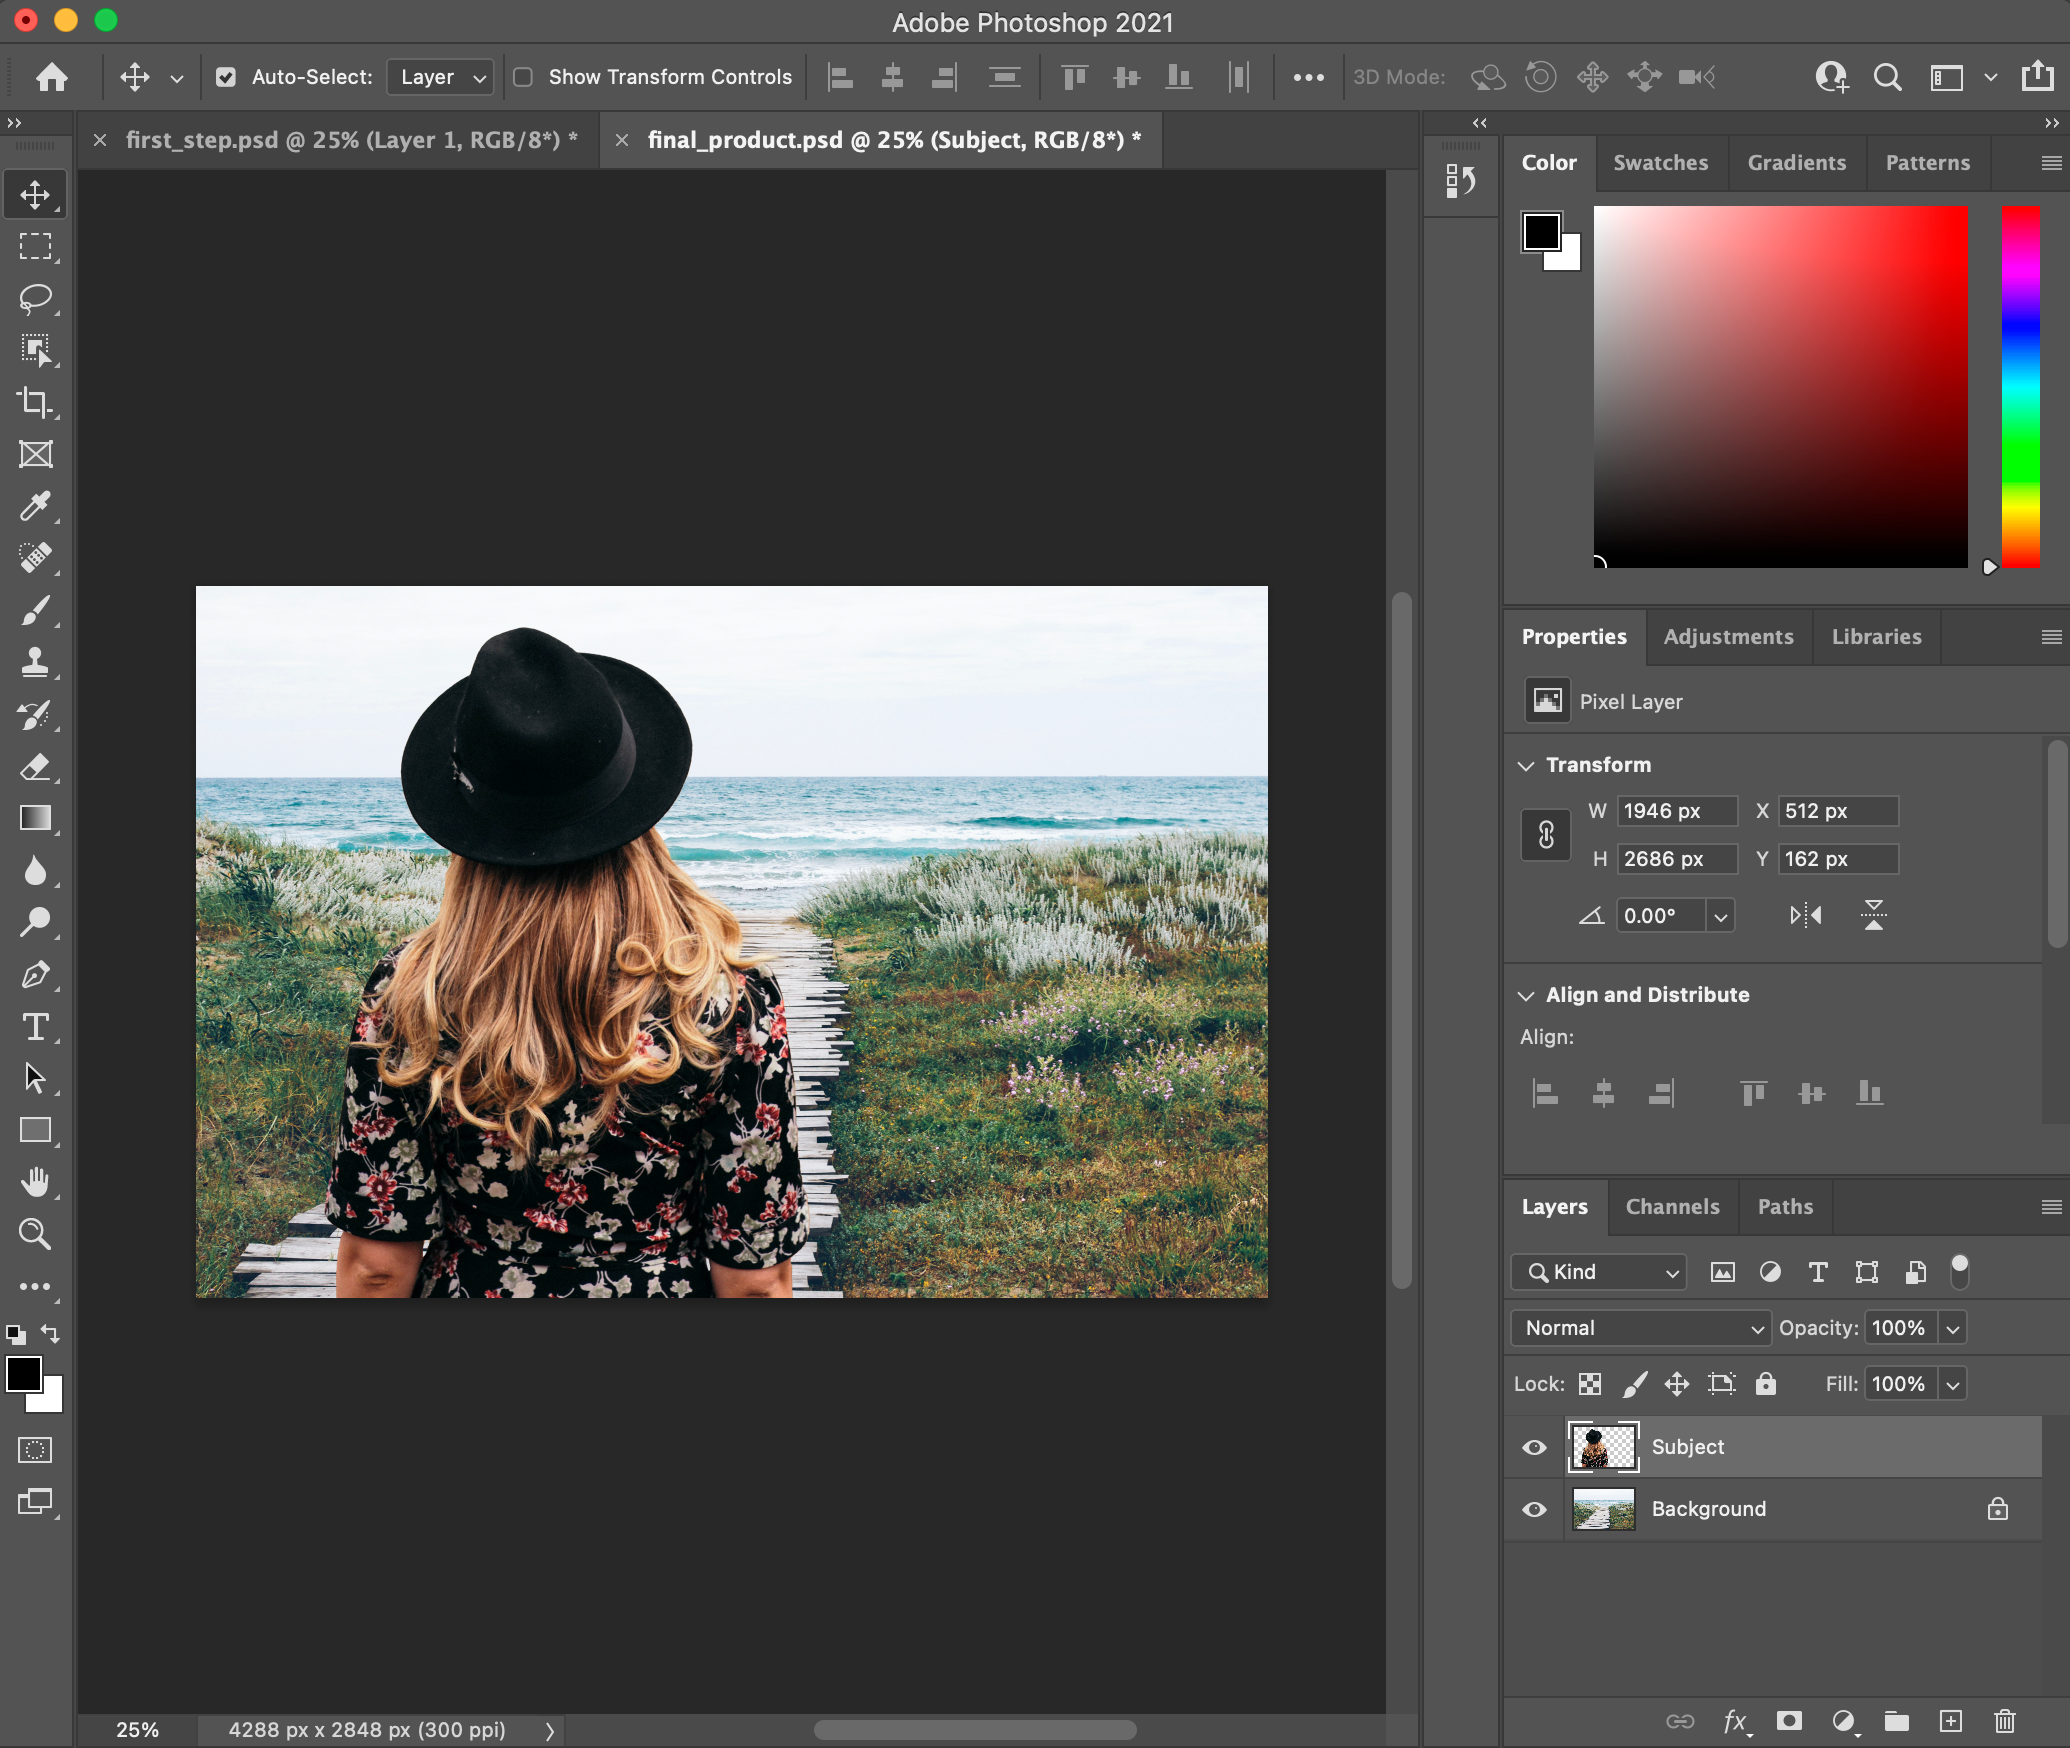 Adobe Photoshop 2021
Auto-Select: Layer Show Transform Controls 3D Mode:
first_step.psd @ 25% (Layer 1, RGB/8*) *
final_product.psd @ 25% (Subject, RGB/8*) *
Color Swatches Gradients Patterns
Properties Adjustments Libraries
Pixel Layer
Transform
W 1946 px X 512 px
H 2686 px Y 162 px
0.00°
Align and Distribute
Align:
Layers Channels Paths
Kind
Normal Opacity: 100%
Lock: Fill: 100%
Subject
Background
fx
25% 4288 px x 2848 px (300 ppi)